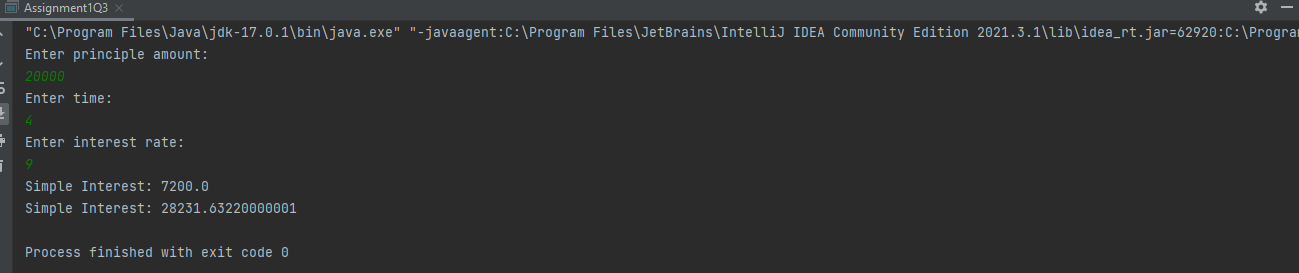 Assignment1Q3
"C:\Program Files\Java\jdk-17.0.1\bin\java.exe" "-javaagent:C:\Program Files\JetBrains\IntelliJ IDEA Community Edition 2021.3.1\lib\idea_rt.jar=62920:C:\Program
Enter principle amount:
20000
Enter time:
4
Enter interest rate:
9
Simple Interest: 7200.0
Simple Interest: 28231.63220000001
Process finished with exit code 0